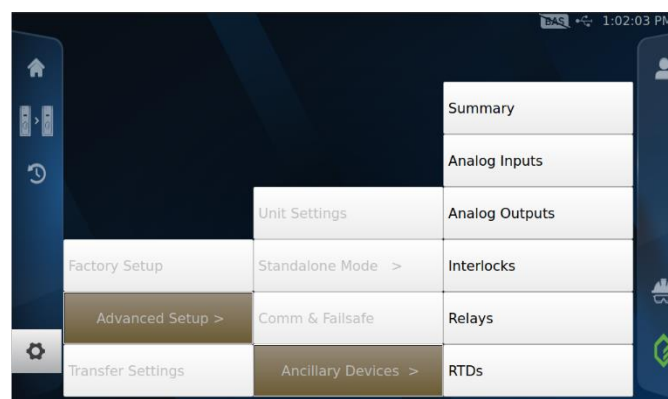 BAS 1:02:03 PM
Summary
Analog Inputs
Unit Settings
Analog Outputs
Factory Setup
Standalone Mode >
Interlocks
Advanced Setup >
Comm & Failsafe
Relays
Transfer Settings
Ancillary Devices >
RTDs